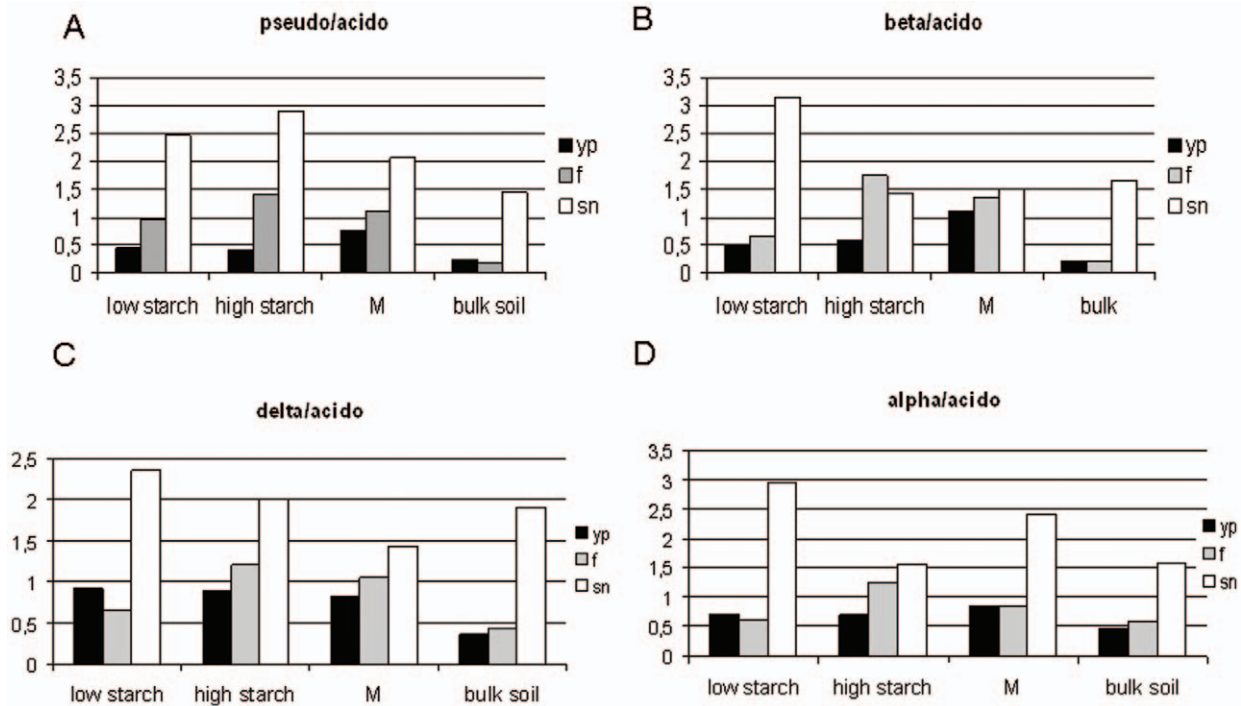 A
pseudo/acido
3,5
3
2,5
2
1,5
1
0,5
0
low starch high starch M bulk soil
yp
f
sn
B
beta/acido
3,5
3
2,5
2
1,5
1
0,5
0
low starch high starch M bulk
yp
f
sn
C
delta/acido
2,5
2
1,5
1
0,5
0
low starch high starch M bulk soil
yp
f
sn
D
alpha/acido
3,5
3
2,5
2
1,5
1
0,5
0
low starch high starch M bulk soil
yp
f
sn